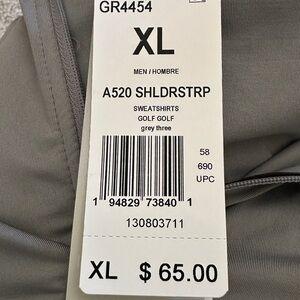 GR4454
XL
MEN / HOMBRE
A520 SHLDRSTRP
SWEATSHIRTS
GOLF GOLF
grey three
58
690
UPC
1 94829 73840 1
130803711
XL $ 65.00